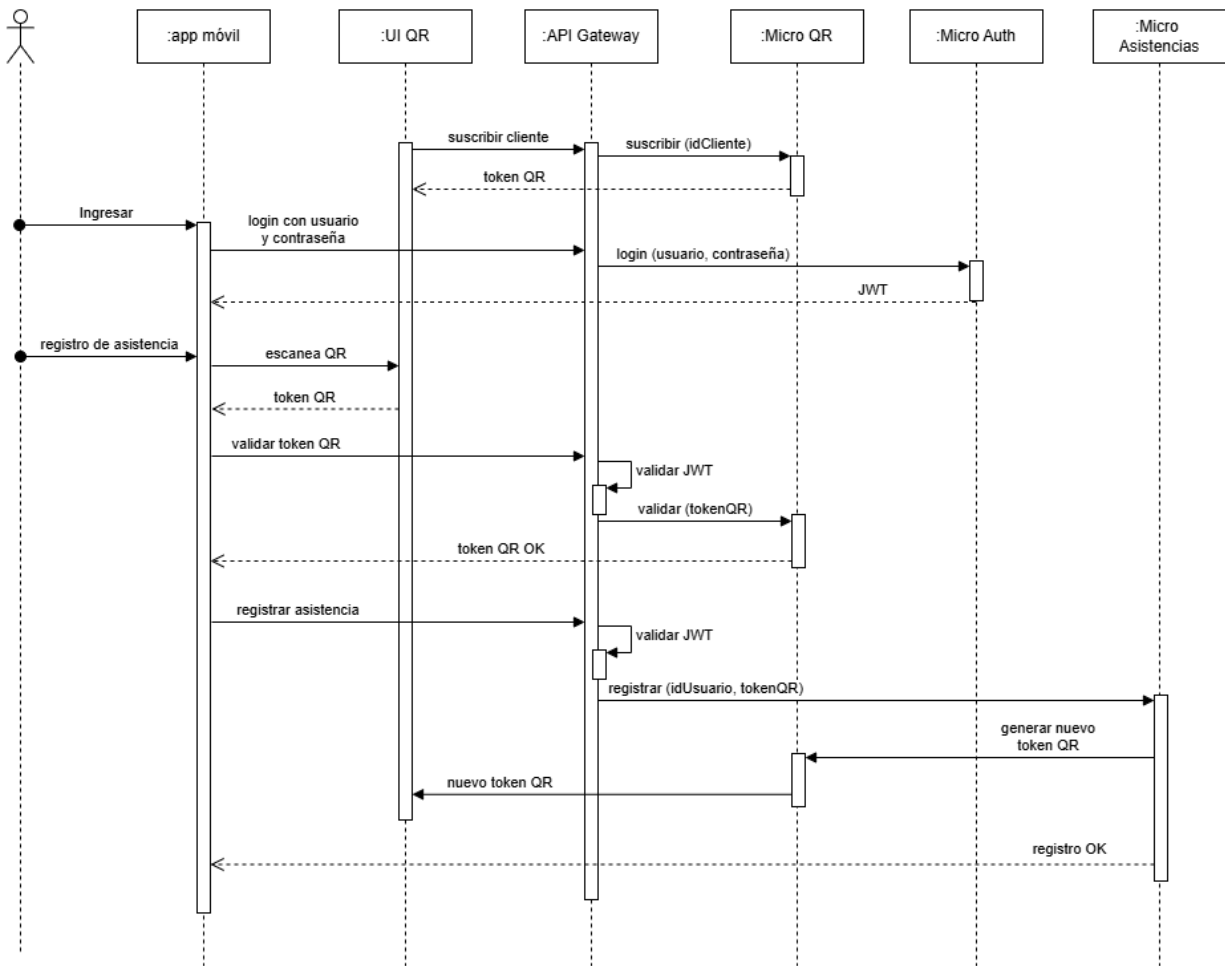 :app móvil
:UI QR
:API Gateway
:Micro QR
:Micro Auth
:Micro
Asistencias
suscribir cliente
suscribir (idCliente)
token QR
Ingresar
login con usuario
y contraseña
login (usuario, contraseña)
JWT
registro de asistencia
escanea QR
token QR
validar token QR
validar JWT
validar (tokenQR)
token QR OK
registrar asistencia
validar JWT
registrar (idUsuario, tokenQR)
generar nuevo
token QR
nuevo token QR
registro OK